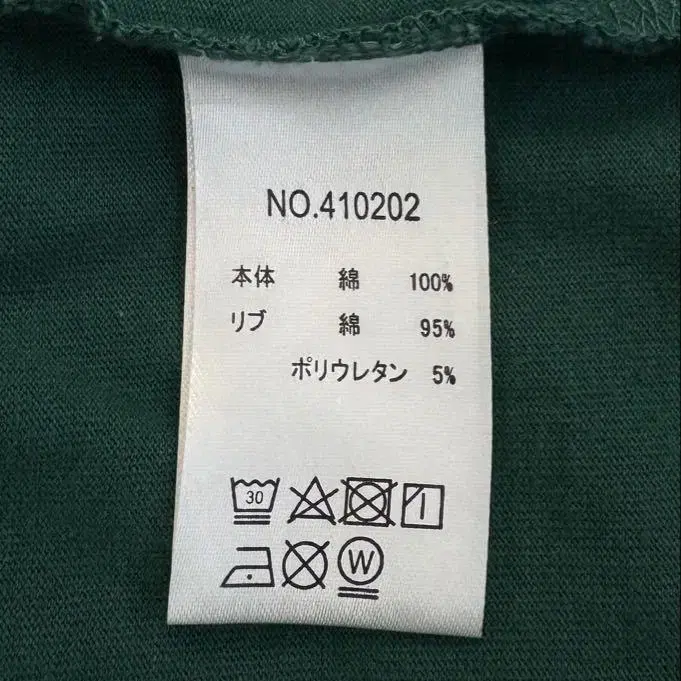 NO.410202
本体 綿 100%
リブ 綿 95%
ポリウレタン 5%
30
W